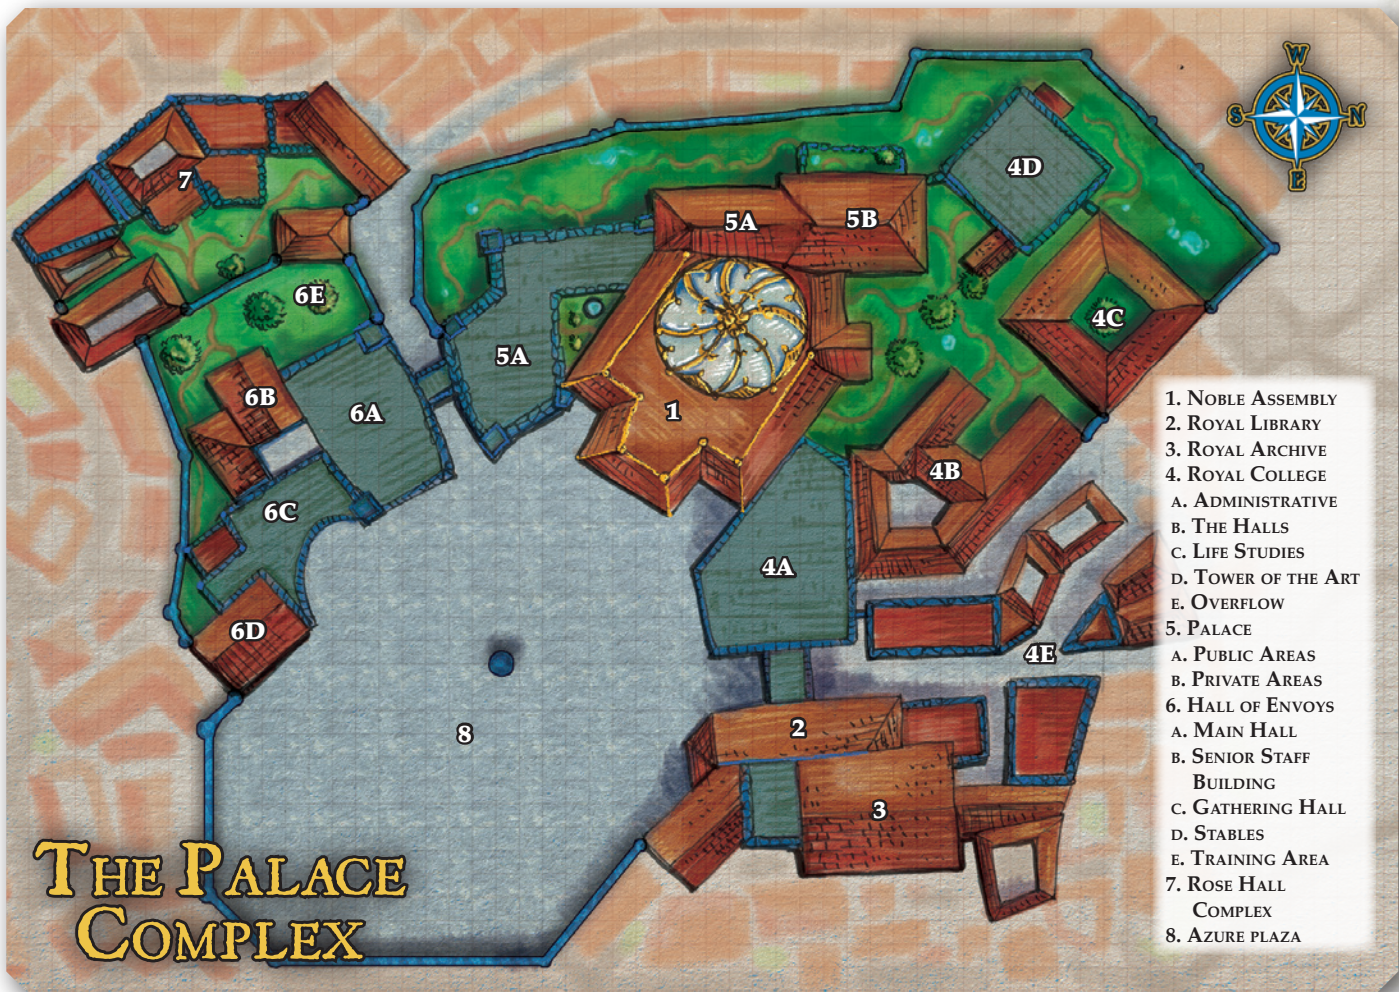 W
S N
E
7
4D
5A 5B
6E
4C
5A
6B
6A
1
4B
6C
4A
6D
4E
2
8
3
The Palace
Complex
1. Noble Assembly
2. Royal Library
3. Royal Archive
4. Royal College
a. Administrative
b. The Halls
c. Life Studies
d. Tower of the Art
e. Overflow
5. Palace
a. Public Areas
b. Private Areas
6. Hall of Envoys
a. Main Hall
b. Senior Staff
Building
c. Gathering Hall
d. Stables
e. Training Area
7. Rose Hall
Complex
8. Azure plaza